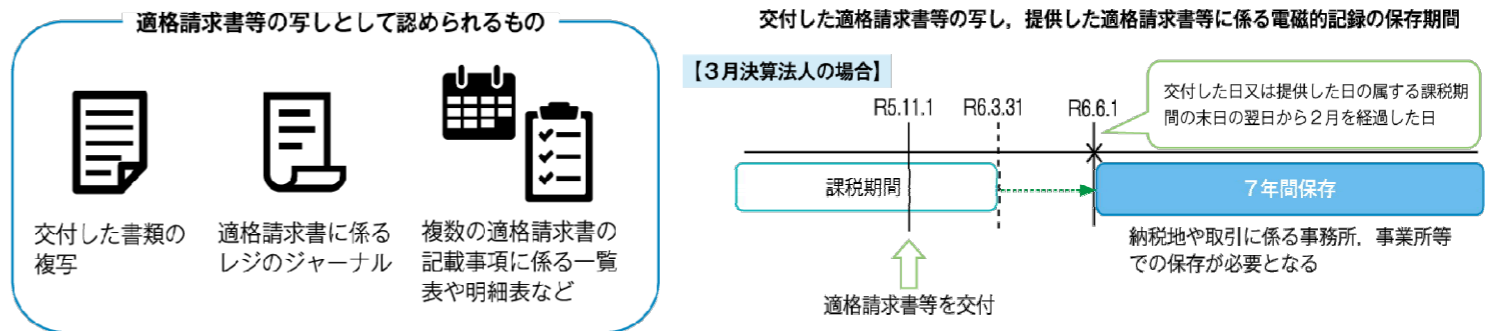 適格請求書等の写しとして認められるもの
交付した書類の
複写
適格請求書に係る
レジのジャーナル
複数の適格請求書の
記載事項に係る一覧
表や明細表など
交付した適格請求書等の写し，提供した適格請求書等に係る電磁的記録の保存期間
【３月決算法人の場合】
R5.11.1
R6.3.31
R6.6.1
交付した日又は提供した日の属する課税期
間の末日の翌日から２月を経過した日
課税期間
７年間保存
納税地や取引に係る事務所，事業所等
での保存が必要となる
適格請求書等を交付